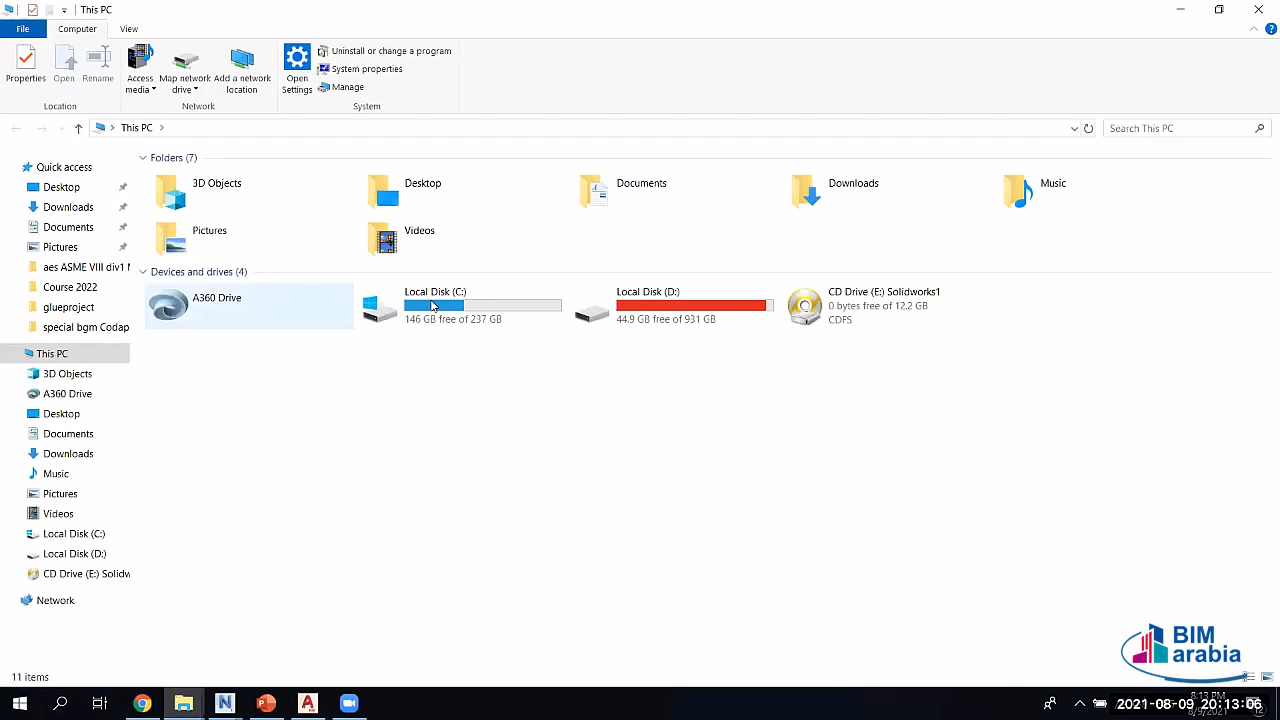 This PC
File
Computer
View
Properties
Open
Rename
Access media
Map network drive
Add a network location
Open Settings
Uninstall or change a program
System properties
Manage
Location
Network
System
This PC
Search This PC
Quick access
Desktop
Downloads
Documents
Pictures
aes ASME VIII div1
Course 2022
glueproject
special bgm Codap
This PC
3D Objects
A360 Drive
Desktop
Documents
Downloads
Music
Pictures
Videos
Local Disk (C:)
Local Disk (D:)
CD Drive (E:) Solidw
Network
Folders (7)
3D Objects
Desktop
Documents
Downloads
Music
Pictures
Videos
Devices and drives (4)
A360 Drive
Local Disk (C:)
146 GB free of 237 GB
Local Disk (D:)
44.9 GB free of 931 GB
CD Drive (E:) Solidworks1
0 bytes free of 12.2 GB
CDFS
BIM
arabia
11 items
8:13 PM
8/9/2021
2021-08-09 20:13:06